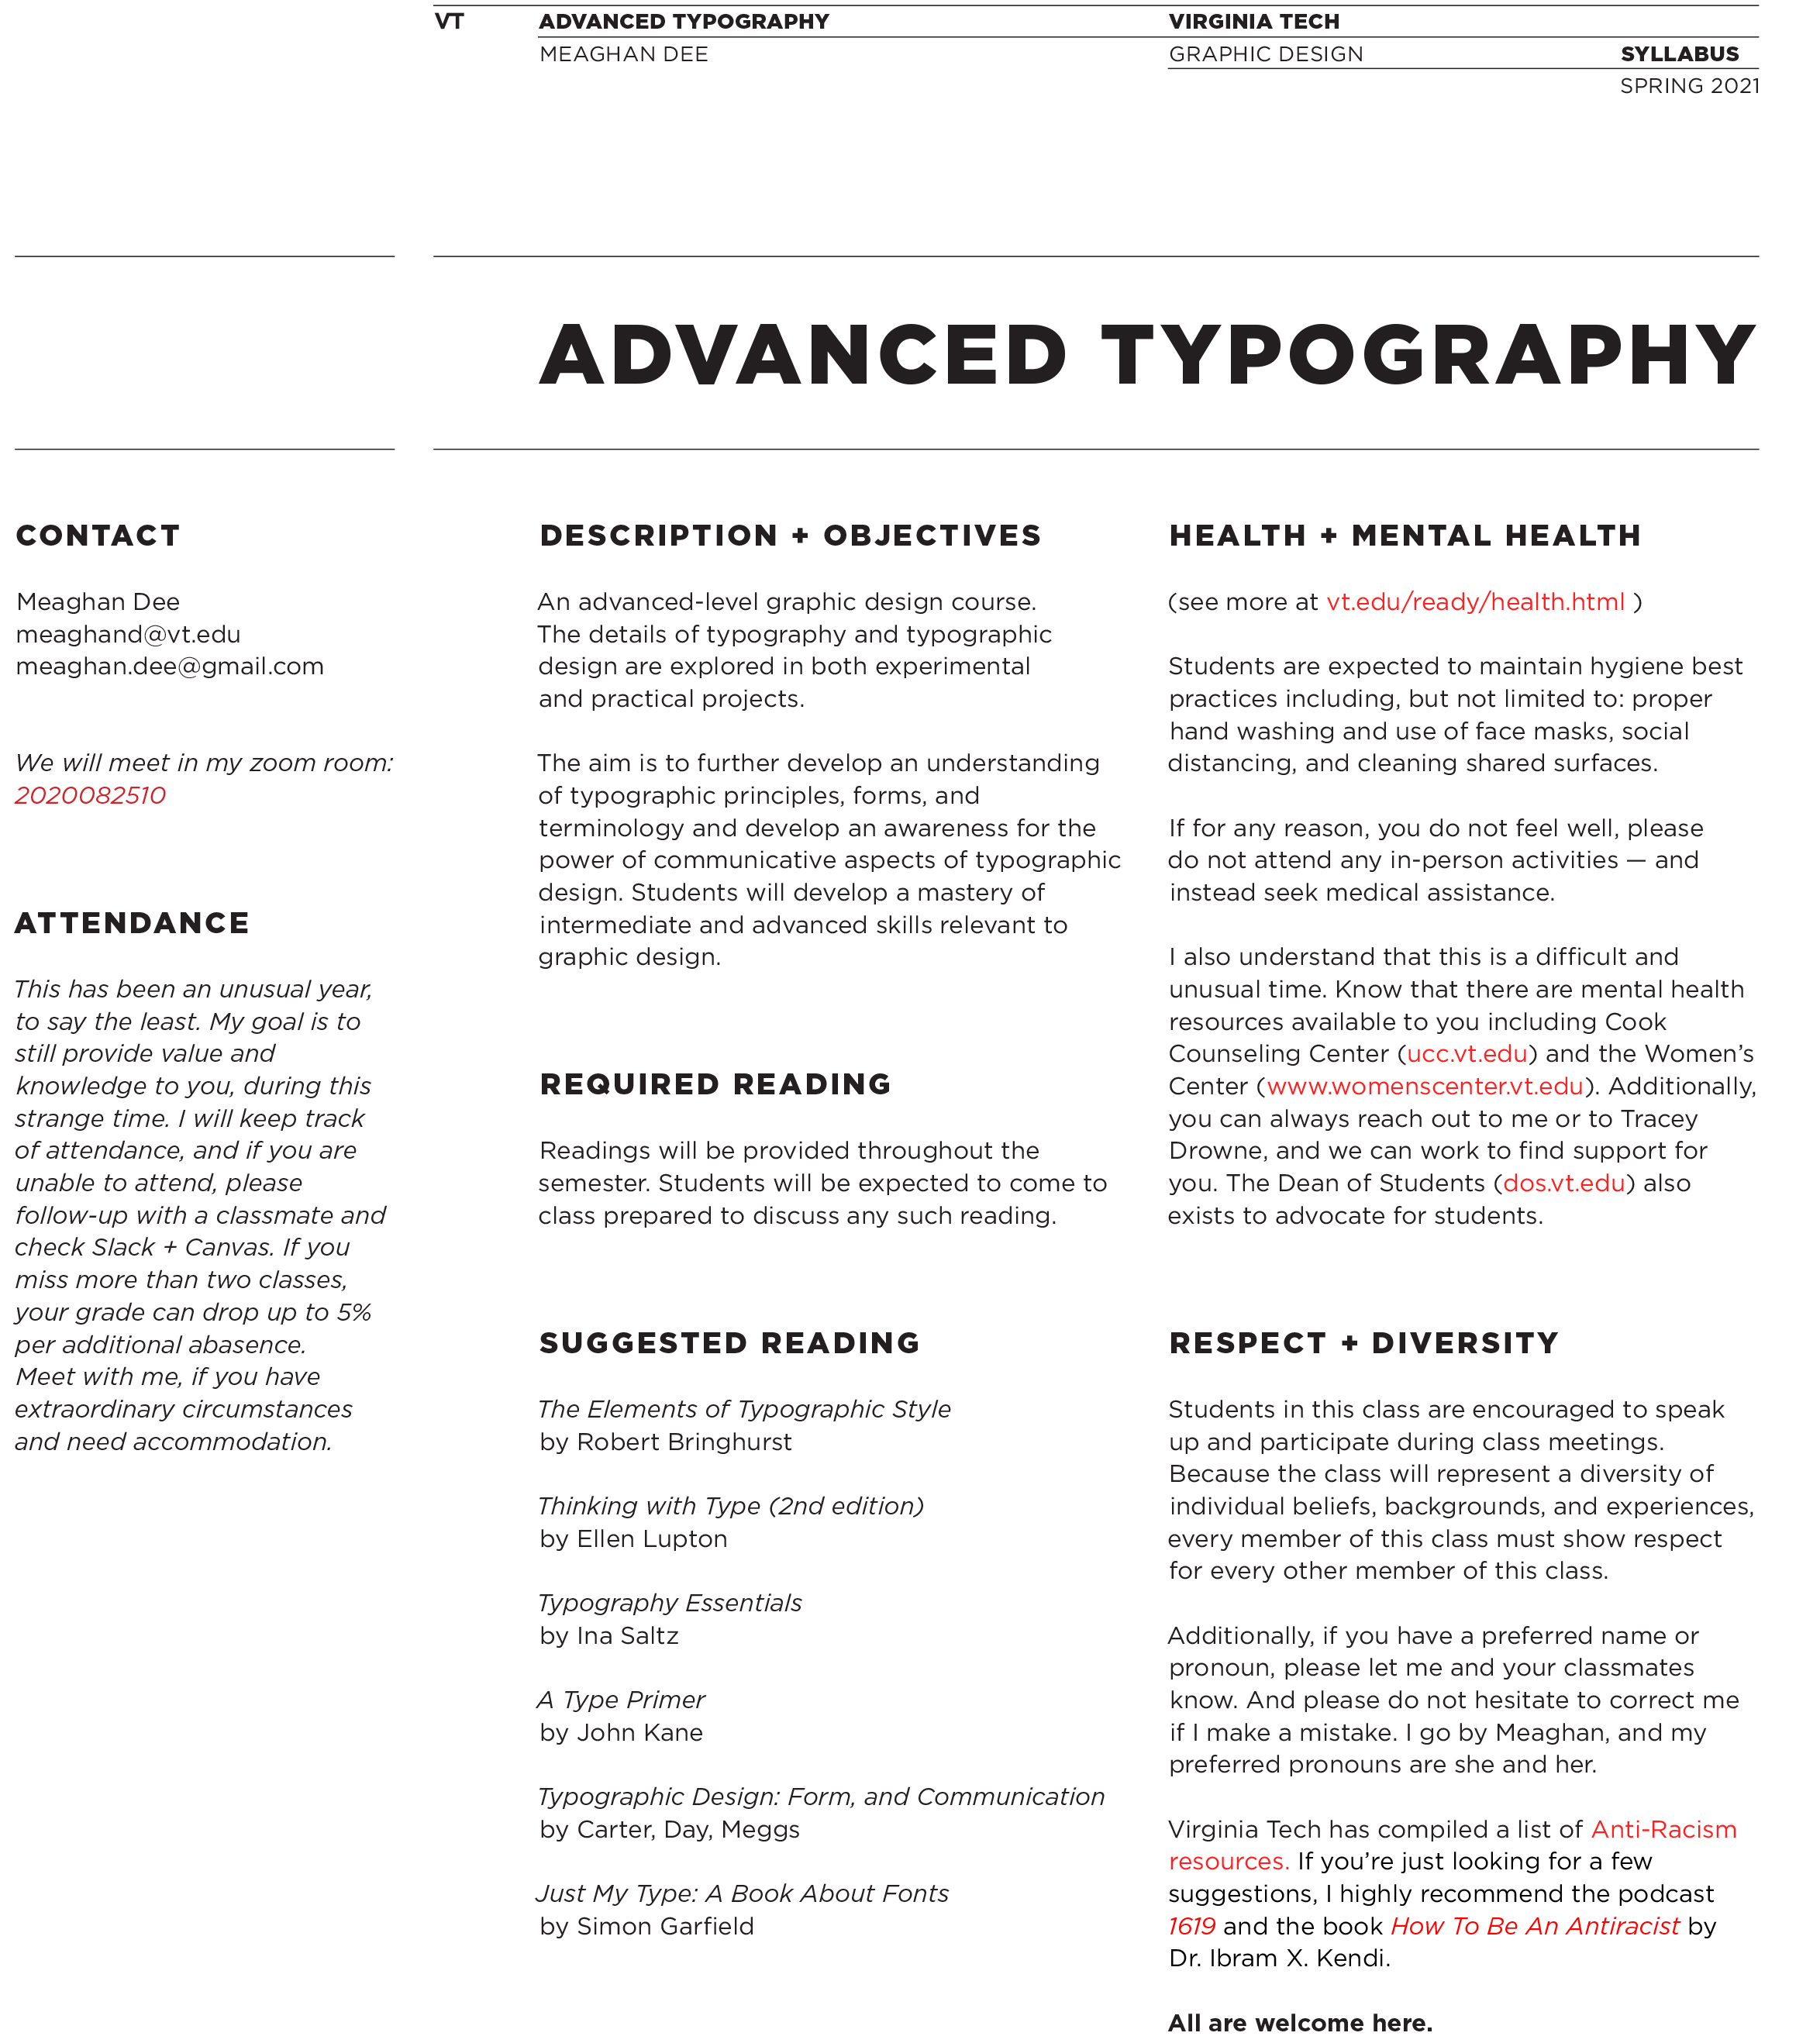 VT
ADVANCED TYPOGRAPHY
MEAGHAN DEE
VIRGINIA TECH
GRAPHIC DESIGN
SYLLABUS
SPRING 2021
ADVANCED TYPOGRAPHY
CONTACT
Meaghan Dee
meaghand@vt.edu
meaghan.dee@gmail.com
We will meet in my zoom room:
2020082510
ATTENDANCE
This has been an unusual year,
to say the least. My goal is to
still provide value and
knowledge to you, during this
strange time. I will keep track
of attendance, and if you are
unable to attend, please
follow-up with a classmate and
check Slack + Canvas. If you
miss more than two classes,
your grade can drop up to 5%
per additional abasence.
Meet with me, if you have
extraordinary circumstances
and need accommodation.
DESCRIPTION + OBJECTIVES
An advanced-level graphic design course.
The details of typography and typographic
design are explored in both experimental
and practical projects.
The aim is to further develop an understanding
of typographic principles, forms, and
terminology and develop an awareness for the
power of communicative aspects of typographic
design. Students will develop a mastery of
intermediate and advanced skills relevant to
graphic design.
REQUIRED READING
Readings will be provided throughout the
semester. Students will be expected to come to
class prepared to discuss any such reading.
SUGGESTED READING
The Elements of Typographic Style
by Robert Bringhurst
Thinking with Type (2nd edition)
by Ellen Lupton
Typography Essentials
by Ina Saltz
A Type Primer
by John Kane
Typographic Design: Form, and Communication
by Carter, Day, Meggs
Just My Type: A Book About Fonts
by Simon Garfield
HEALTH + MENTAL HEALTH
(see more at vt.edu/ready/health.html )
Students are expected to maintain hygiene best
practices including, but not limited to: proper
hand washing and use of face masks, social
distancing, and cleaning shared surfaces.
If for any reason, you do not feel well, please
do not attend any in-person activities — and
instead seek medical assistance.
I also understand that this is a difficult and
unusual time. Know that there are mental health
resources available to you including Cook
Counseling Center (ucc.vt.edu) and the Women’s
Center (www.womenscenter.vt.edu). Additionally,
you can always reach out to me or to Tracey
Drowne, and we can work to find support for
you. The Dean of Students (dos.vt.edu) also
exists to advocate for students.
RESPECT + DIVERSITY
Students in this class are encouraged to speak
up and participate during class meetings.
Because the class will represent a diversity of
individual beliefs, backgrounds, and experiences,
every member of this class must show respect
for every other member of this class.
Additionally, if you have a preferred name or
pronoun, please let me and your classmates
know. And please do not hesitate to correct me
if I make a mistake. I go by Meaghan, and my
preferred pronouns are she and her.
Virginia Tech has compiled a list of Anti-Racism
resources. If you’re just looking for a few
suggestions, I highly recommend the podcast
1619 and the book How To Be An Antiracist by
Dr. Ibram X. Kendi.
All are welcome here.